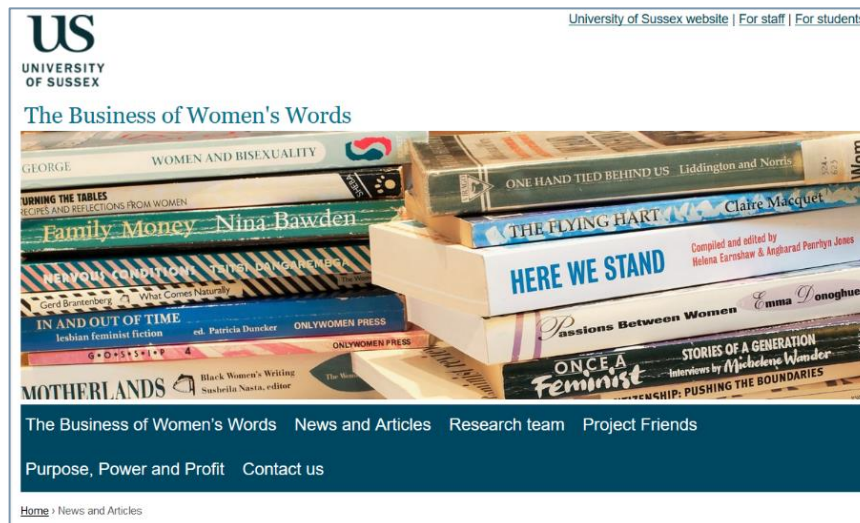 University of Sussex website | For staff | For students
US
UNIVERSITY
OF SUSSEX
The Business of Women's Words
GEORGE WOMEN AND BISEXUALITY
TURNING THE TABLES
RECIPES AND REFLECTIONS FROM WOMEN
SHEBA
Family Money Nina Bawden
NERVOUS CONDITIONS TSITSI DANGAREMBGA
Gerd Brantenberg What Comes Naturally
IN AND OUT OF TIME
lesbian feminist fiction ed. Patricia Duncker ONLYWOMEN PRESS
G•O•S•S•I•P 4 ONLYWOMEN PRESS
MOTHERLANDS Black Women's Writing
Susheila Nasta, editor
VIRAGO
ONE HAND TIED BEHIND US Liddington and Norris
THE FLYING HART Claire Macquet
HERE WE STAND Compiled and edited by
Helena Earnshaw & Angharad Penrhyn Jones
Passions Between Women Emma Donoghue
ONCE A
Feminist
STORIES OF A GENERATION
Interviews by Michelene Wandor
CITIZENSHIP: PUSHING THE BOUNDARIES
The Business of Women's Words News and Articles Research team Project Friends
Purpose, Power and Profit Contact us
Home › News and Articles